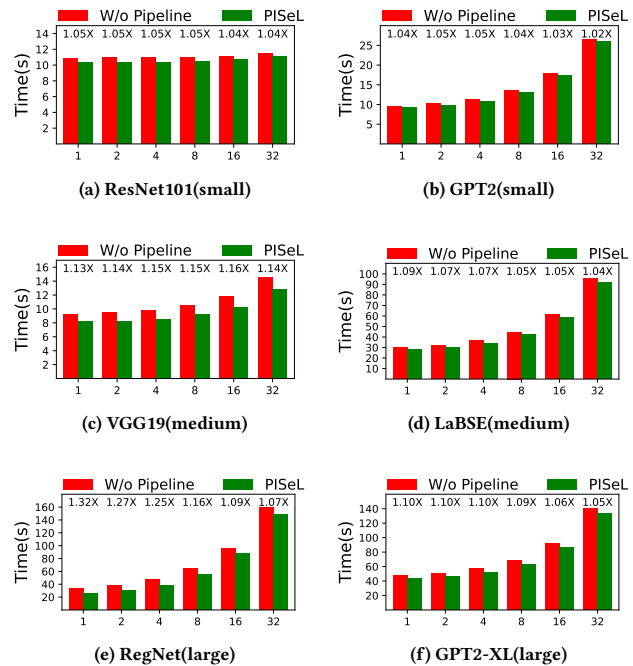 W/o Pipeline PISeL W/o Pipeline PISeL
14 1.05X 1.05X 1.05X 1.05X 1.04X 1.04X
12
10
8
6
4
2
Time(s)
1 2 4 8 16 32
(a) ResNet101(small)
1.04X 1.05X 1.05X 1.04X 1.03X 1.02X
25
20
15
10
5
Time(s)
1 2 4 8 16 32
(b) GPT2(small)
W/o Pipeline PISeL W/o Pipeline PISeL
16 1.13X 1.14X 1.15X 1.15X 1.16X 1.14X
14
12
10
8
6
4
2
Time(s)
1 2 4 8 16 32
(c) VGG19(medium)
1.09X 1.07X 1.07X 1.05X 1.05X 1.04X
100
90
80
70
60
50
40
30
20
10
Time(s)
1 2 4 8 16 32
(d) LaBSE(medium)
W/o Pipeline PISeL W/o Pipeline PISeL
1.32X 1.27X 1.25X 1.16X 1.09X 1.07X
160
140
120
100
80
60
40
20
Time(s)
1 2 4 8 16 32
(e) RegNet(large)
1.10X 1.10X 1.10X 1.09X 1.06X 1.05X
140
120
100
80
60
40
20
Time(s)
1 2 4 8 16 32
(f) GPT2-XL(large)